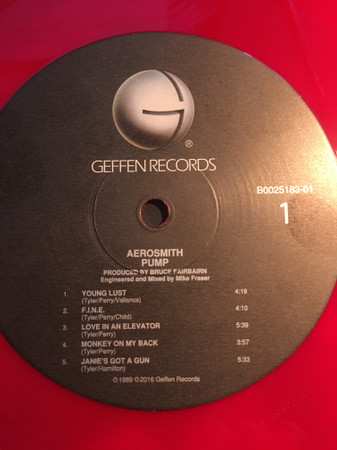 ®
GEFFEN RECORDS
B0025183-01
1
AEROSMITH
PUMP
PRODUCED BY BRUCE FAIRBAIRN
Engineered and Mixed by Mike Fraser
1. YOUNG LUST 4:19
(Tyler/Perry/Vallance)
2. F.I.N.E. 4:10
(Tyler/Perry/Child)
3. LOVE IN AN ELEVATOR 5:39
(Tyler/Perry)
4. MONKEY ON MY BACK 3:57
(Tyler/Perry)
5. JANIE'S GOT A GUN 5:33
(Tyler/Hamilton)
©1989 ©2016 Geffen Records